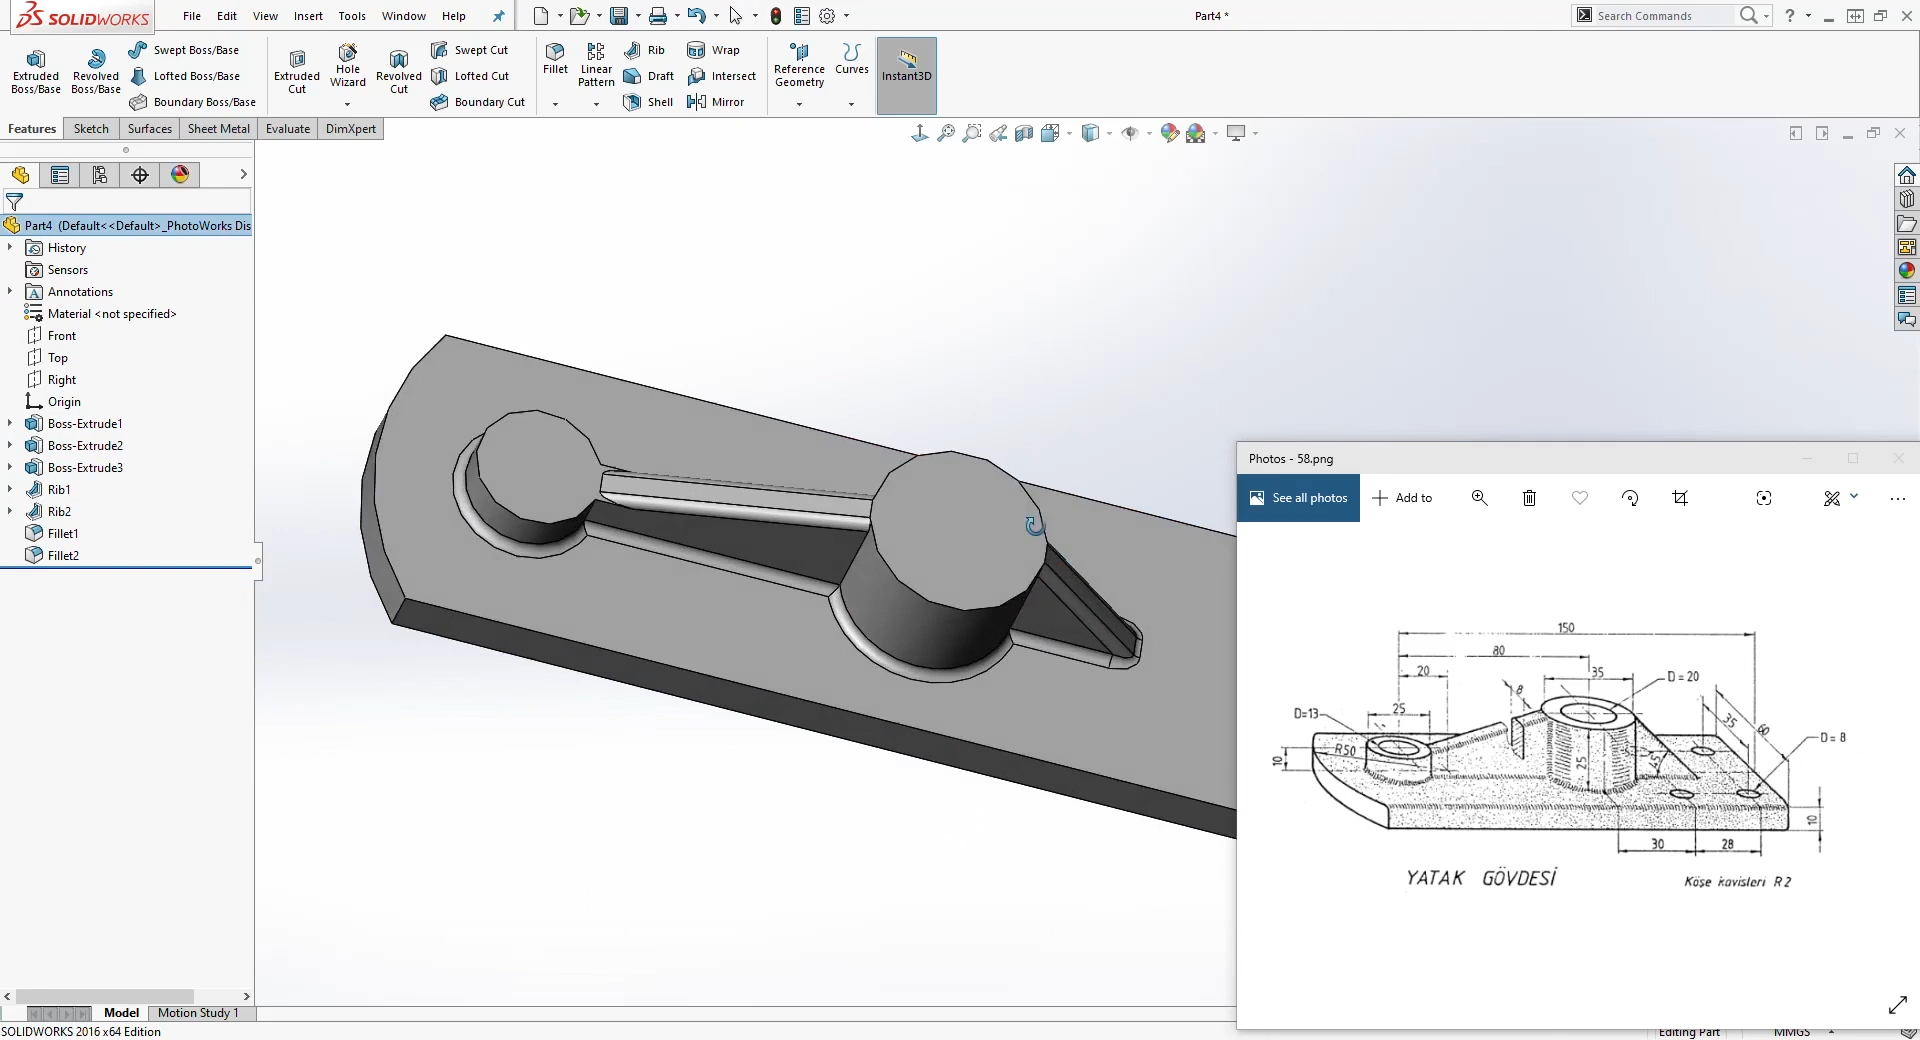 SOLIDWORKS
File Edit View Insert Tools Window Help
Part4 *
Search Commands
Extruded Boss/Base
Revolved Boss/Base
Swept Boss/Base
Lofted Boss/Base
Boundary Boss/Base
Extruded Cut
Hole Wizard
Revolved Cut
Swept Cut
Lofted Cut
Boundary Cut
Fillet
Linear Pattern
Rib
Draft
Shell
Wrap
Intersect
Mirror
Reference Geometry
Curves
Instant3D
Features Sketch Surfaces Sheet Metal Evaluate DimXpert
Part4 (Default<<Default>_PhotoWorks Dis
History
Sensors
Annotations
Material <not specified>
Front
Top
Right
Origin
Boss-Extrude1
Boss-Extrude2
Boss-Extrude3
Rib1
Rib2
Fillet1
Fillet2
Photos - 58.png
See all photos Add to
150
80
20
8
35
D=20
D=13
25
35
60
D=8
R50
10
25
45°
10
30
28
YATAK GÖVDESİ
Köşe kavisleri R2
Model Motion Study 1
SOLIDWORKS 2016 x64 Edition
Editing Part
MMGS